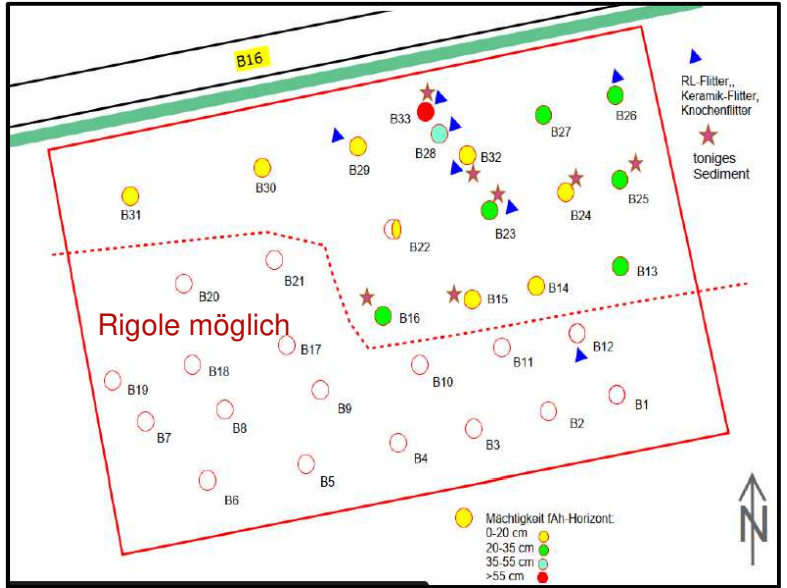 B16
RL-Flitter,,
Keramik-Flitter,
Knochenflitter
toniges
Sediment
B26
B33
B27
B28
B32
B29
B30
B31
B25
B24
B23
B22
B13
B21
B20
B14
B15
B16
Rigole möglich
B12
B17
B11
B10
B18
B19
B9
B1
B8
B2
B7
B3
B4
B5
B6
N
Mächtigkeit fAh-Horizont:
0-20 cm
20-35 cm
35-55 cm
>55 cm